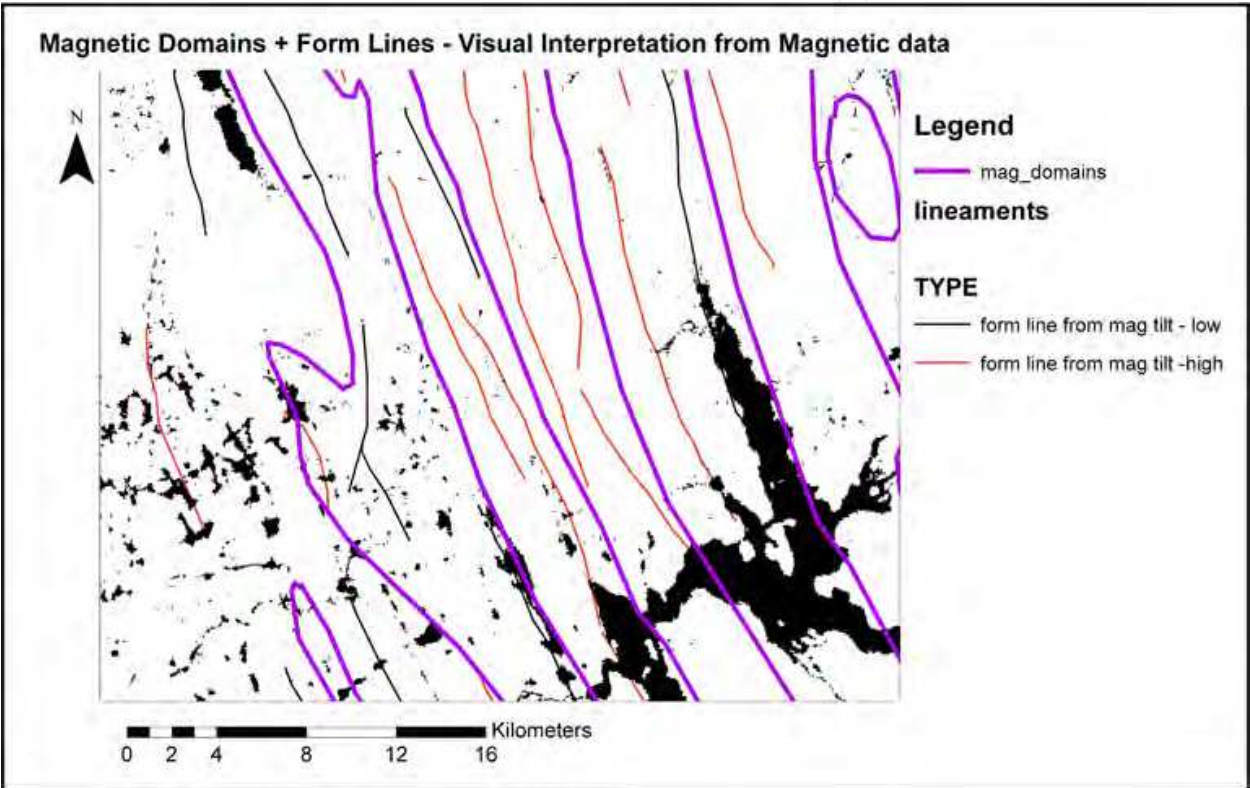 Magnetic Domains + Form Lines - Visual Interpretation from Magnetic data
N
Legend
mag_domains
lineaments
TYPE
form line from mag tilt - low
form line from mag tilt -high
Kilometers
0 2 4 8 12 16